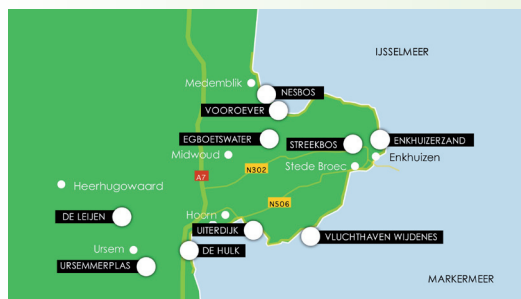 IJSSELMEER
Medemblik
NESBOS
VOOROEVER
EGBOETSWATER
STREEKBOS
ENKHUIZERZAND
Midwoud
Enkhuizen
N302
Stede Broec
A7
Heerhugowaard
N506
DE LEIJEN
Hoorn
UITERDIJK
VLUCHTHAVEN WIJDENES
Ursem
DE HULK
URSEMMERPLAS
MARKERMEER